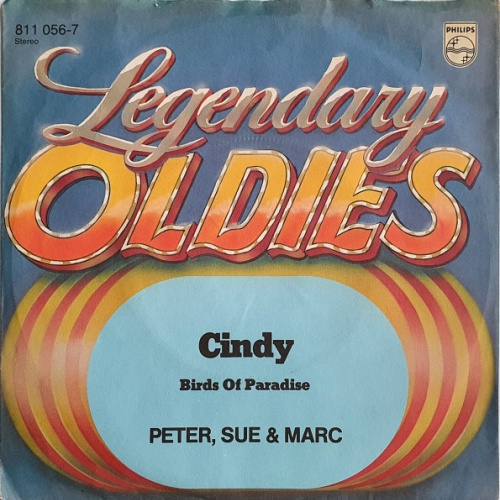 811 056-7
Stereo
PHILIPS
Legendary
OLDIES
Cindy
Birds Of Paradise
PETER, SUE & MARC